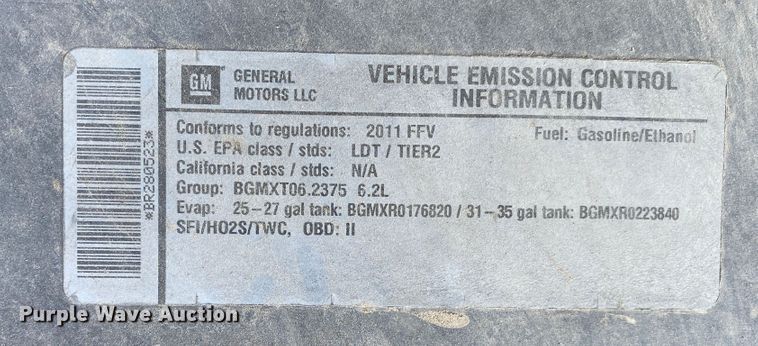 GM GENERAL MOTORS LLC
VEHICLE EMISSION CONTROL
INFORMATION
Conforms to regulations: 2011 FFV Fuel: Gasoline/Ethanol
U.S. EPA class / stds: LDT / TIER2
California class / stds: N/A
Group: BGMXT06.2375 6.2L
Evap: 25-27 gal tank: BGMXR0176820 / 31-35 gal tank: BGMXR0223840
SFI/HO2S/TWC, OBD: II
*BR280523*
Purple Wave Auction